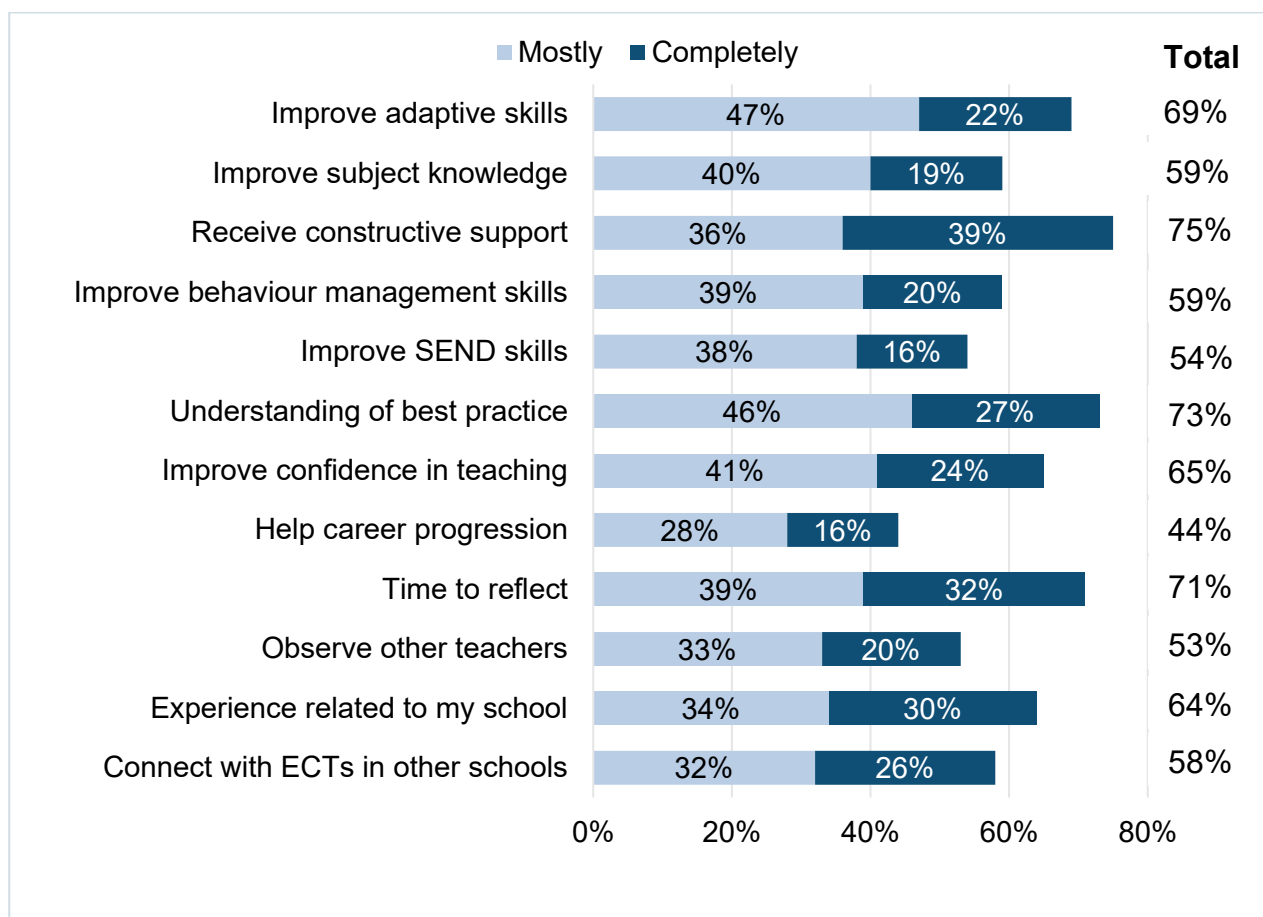 Mostly Completely Total
Improve adaptive skills 47% 22% 69%
Improve subject knowledge 40% 19% 59%
Receive constructive support 36% 39% 75%
Improve behaviour management skills 39% 20% 59%
Improve SEND skills 38% 16% 54%
Understanding of best practice 46% 27% 73%
Improve confidence in teaching 41% 24% 65%
Help career progression 28% 16% 44%
Time to reflect 39% 32% 71%
Observe other teachers 33% 20% 53%
Experience related to my school 34% 30% 64%
Connect with ECTs in other schools 32% 26% 58%
0% 20% 40% 60% 80%